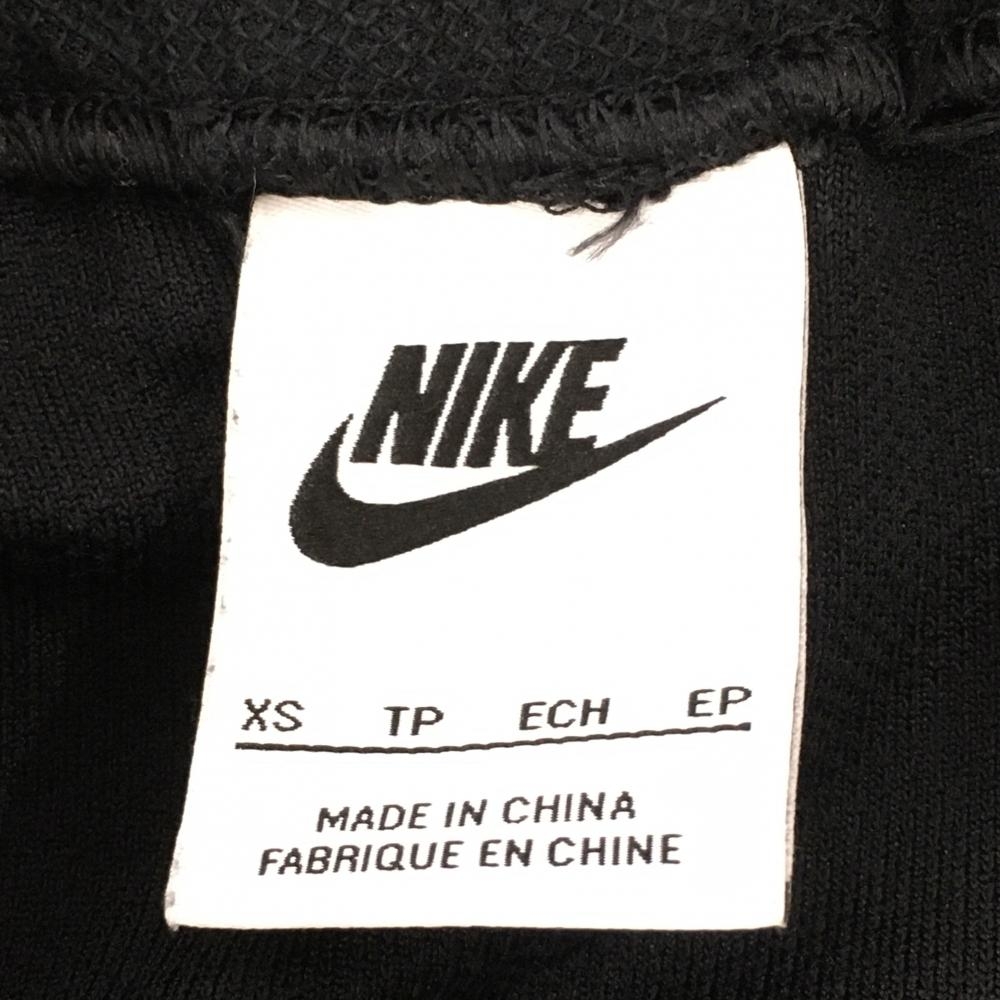 NIKE
XS TP ECH EP
MADE IN CHINA
FABRIQUE EN CHINE